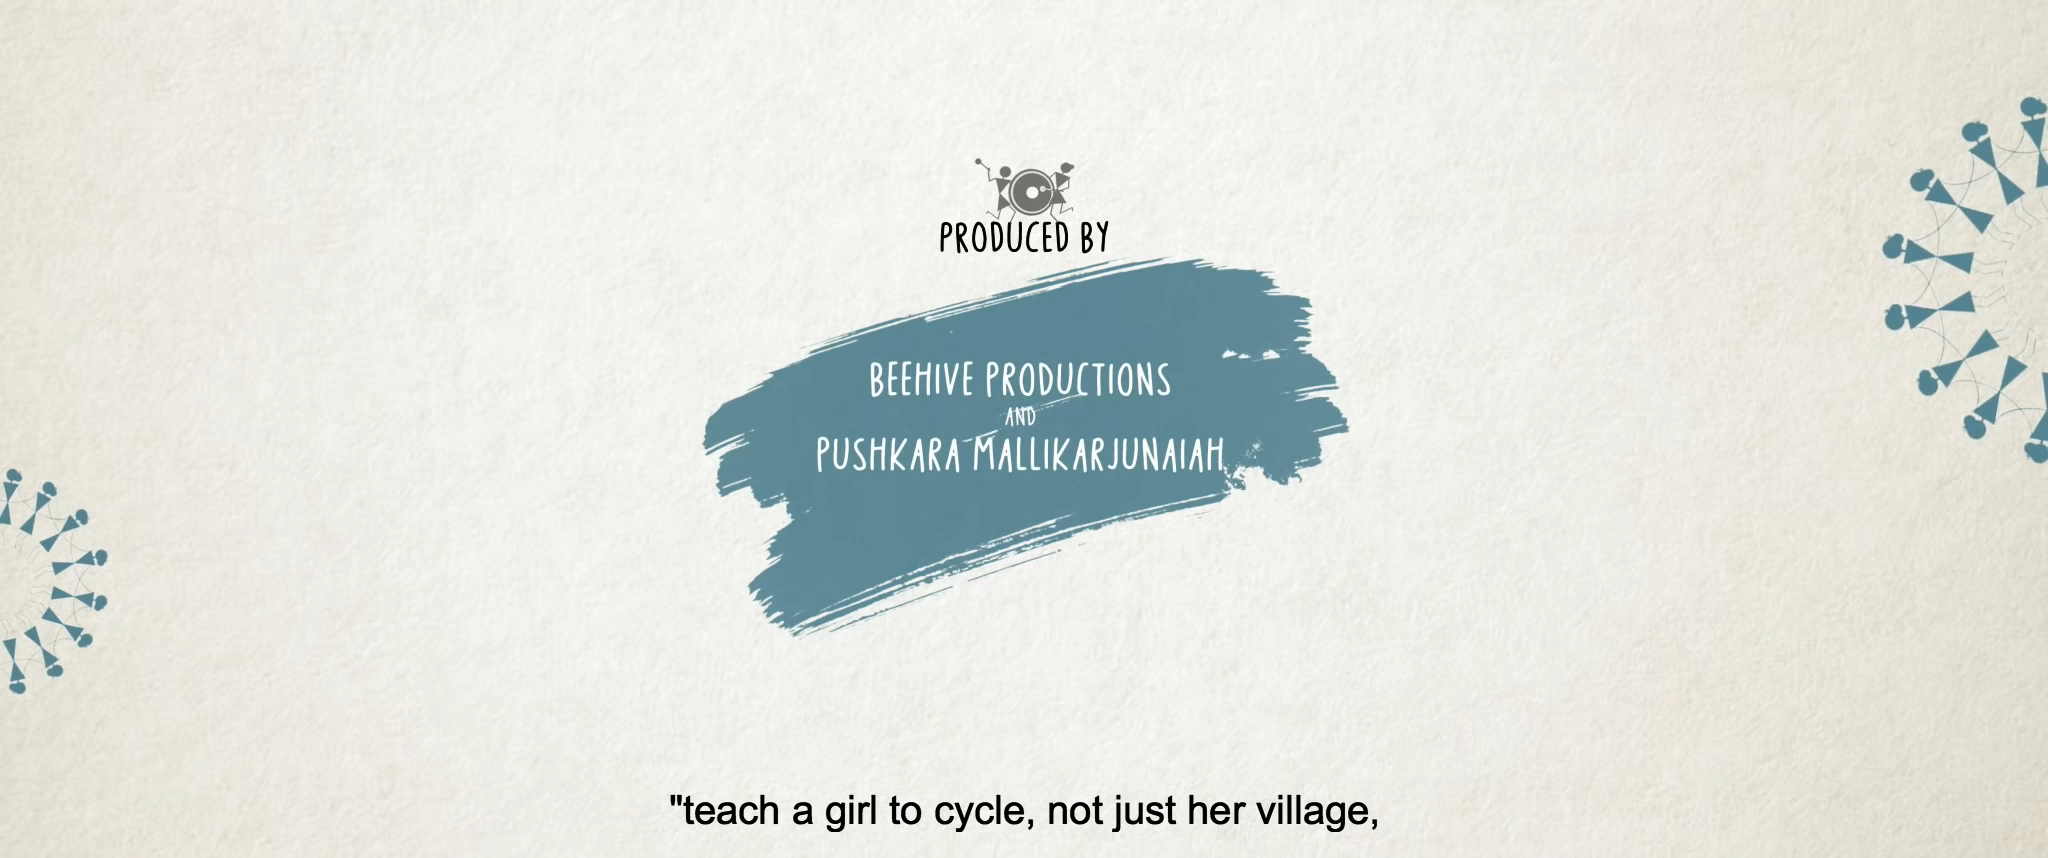 PRODUCED BY
BEEHIVE PRODUCTIONS
AND
PUSHKARA MALLIKARJUNAIAH
"teach a girl to cycle, not just her village,